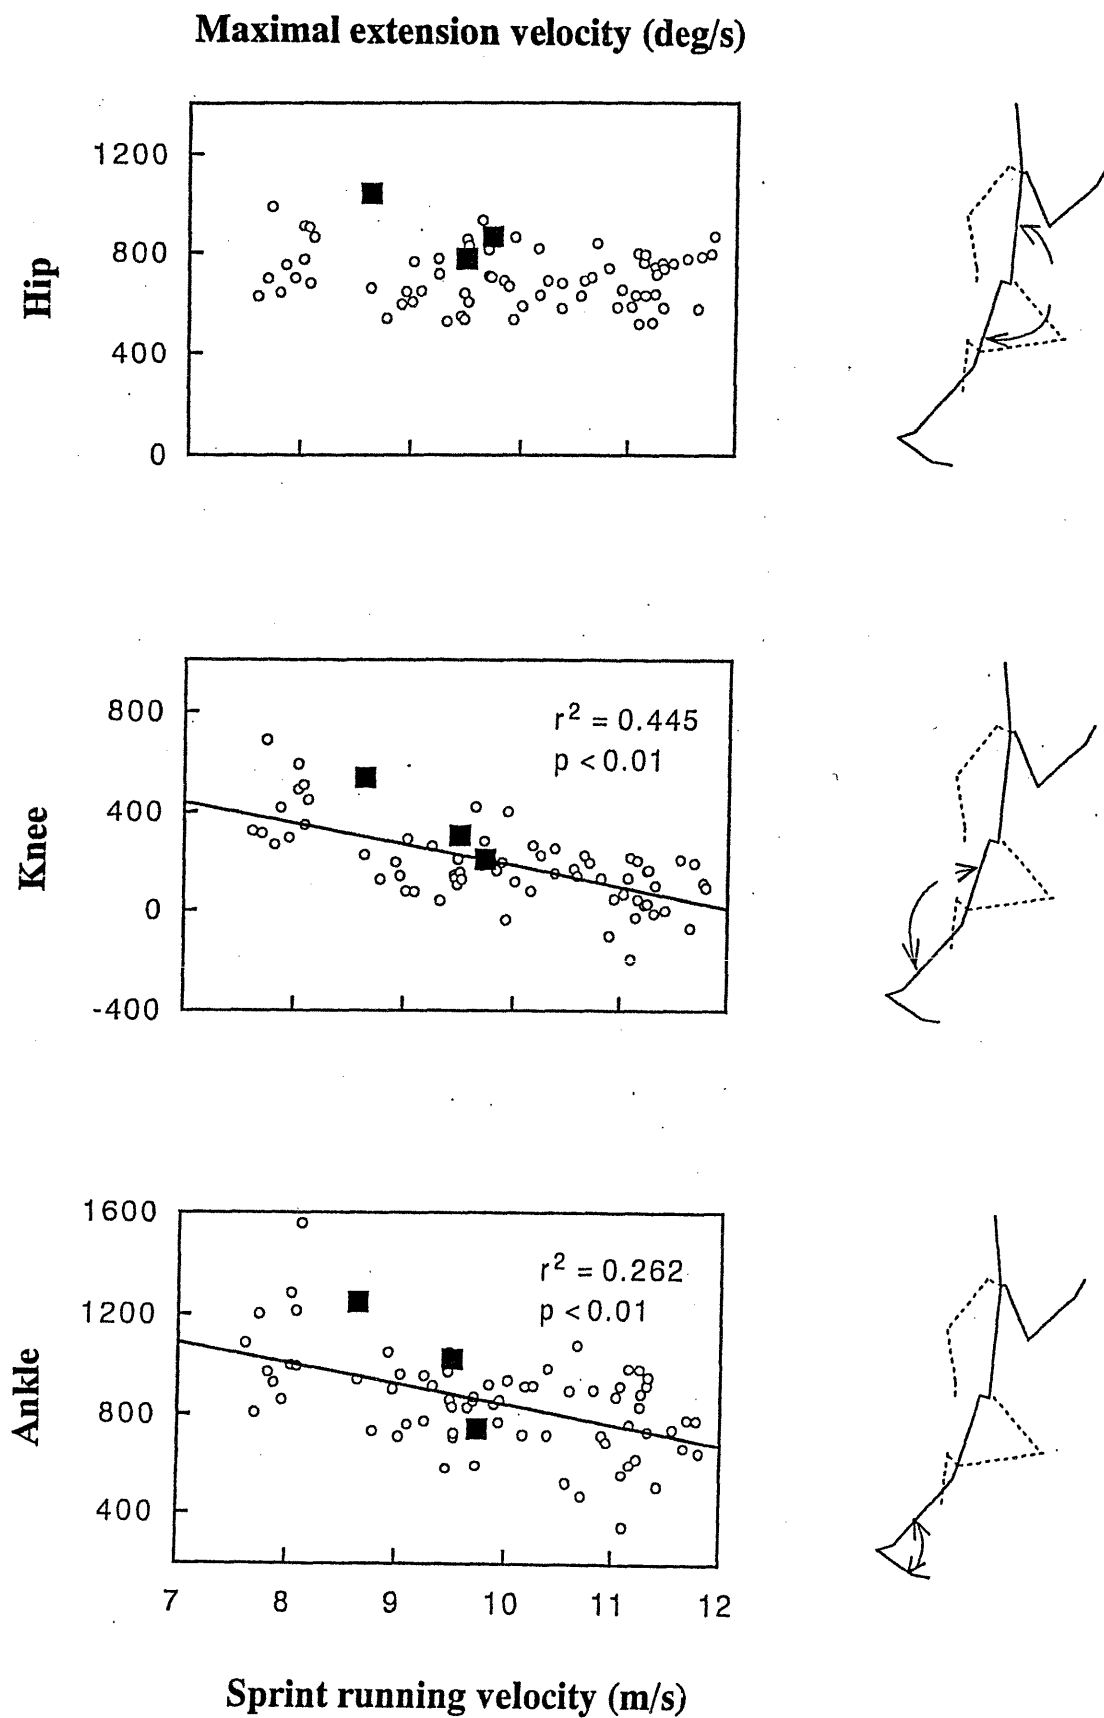 Maximal extension velocity (deg/s)
Hip
1200
800
400
0
Knee
800
400
0
-400
r² = 0.445
p < 0.01
Ankle
1600
1200
800
400
r² = 0.262
p < 0.01
7 8 9 10 11 12
Sprint running velocity (m/s)